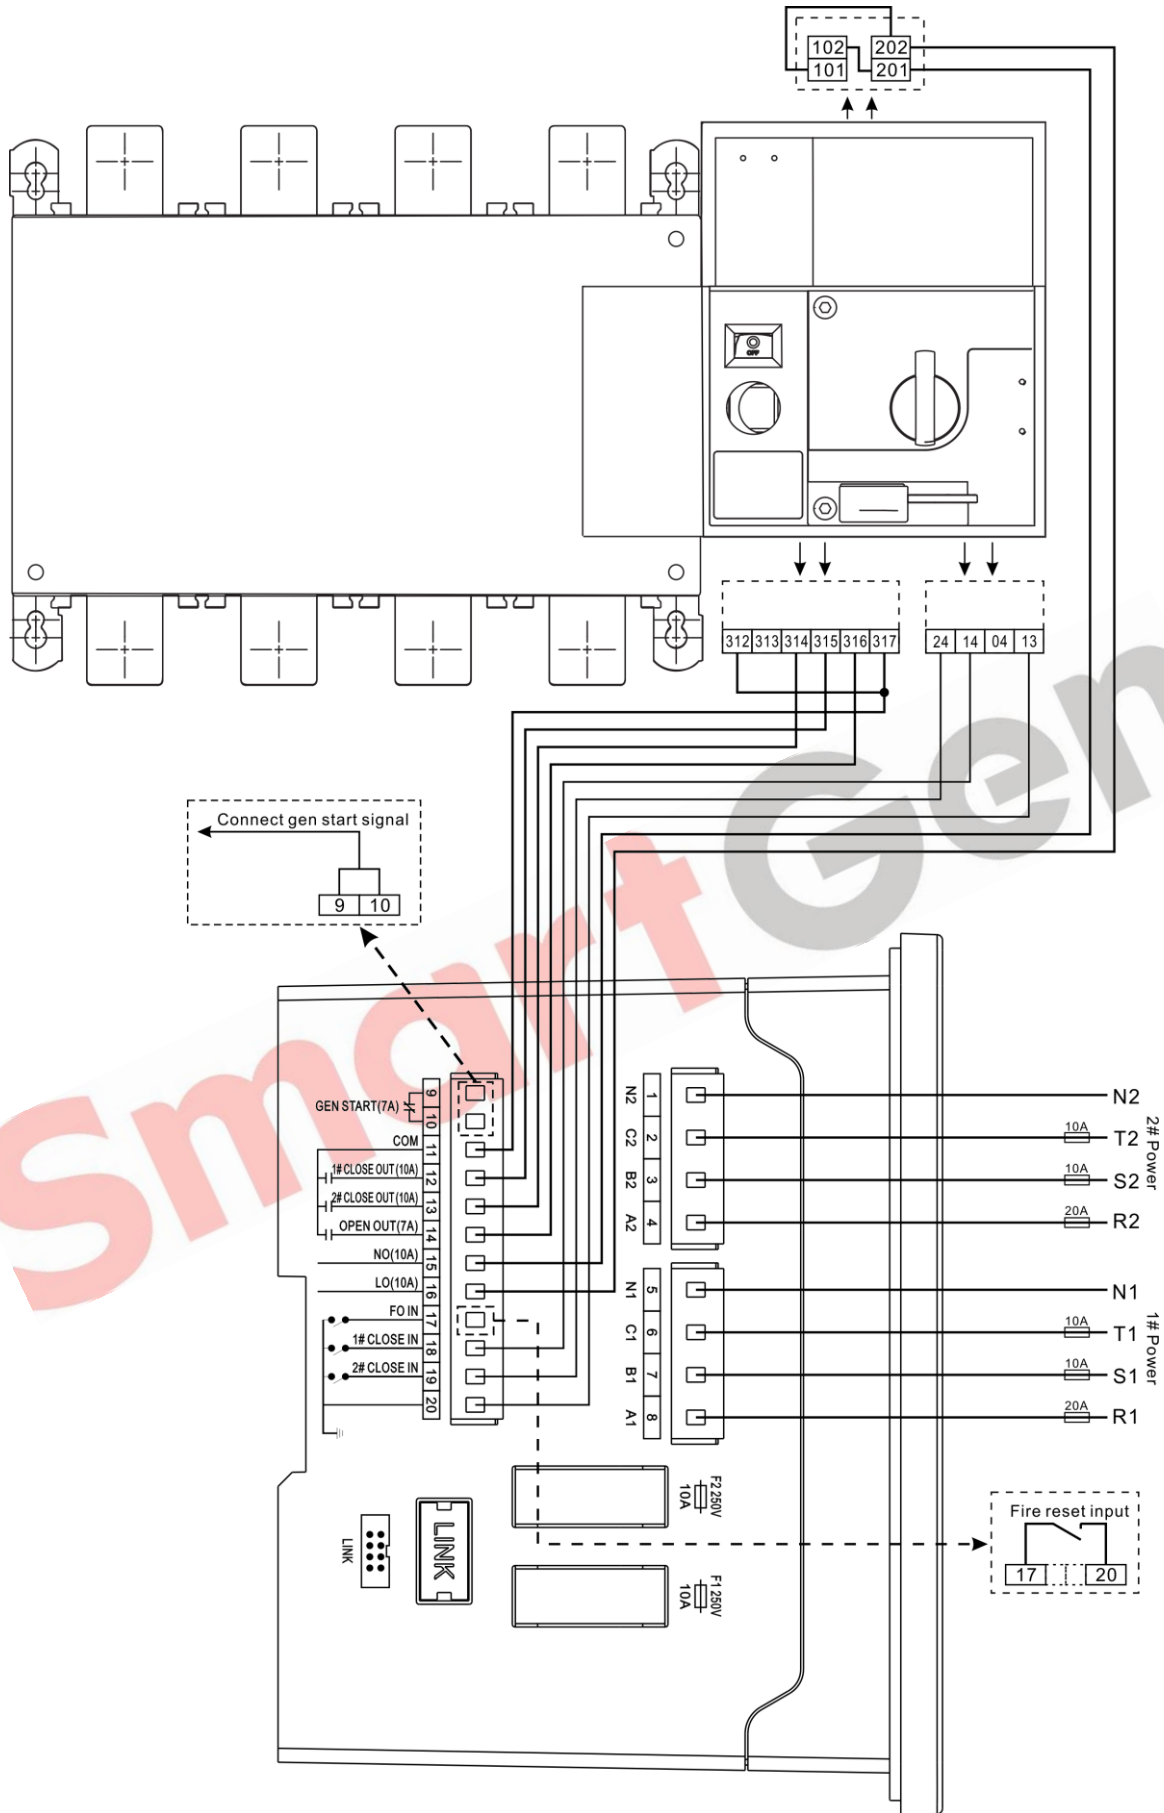 102 202
101 201
OFF
312 313 314 315 316 317
24 14 04 13
Connect gen start signal
9 10
SmartGen
GEN START(7A)
COM
1# CLOSE OUT(10A)
2# CLOSE OUT(10A)
OPEN OUT(7A)
NO(10A)
LO(10A)
FO IN
1# CLOSE IN
2# CLOSE IN
9
10
11
12
13
14
15
16
17
18
19
20
N2 1
C2 2
B2 3
A2 4
N1 5
C1 6
B1 7
A1 8
N2
10A T2
10A S2
20A R2
2# Power
N1
10A T1
10A S1
20A R1
1# Power
F2 250V
10A
F1 250V
10A
LINK
LINK
Fire reset input
17 20